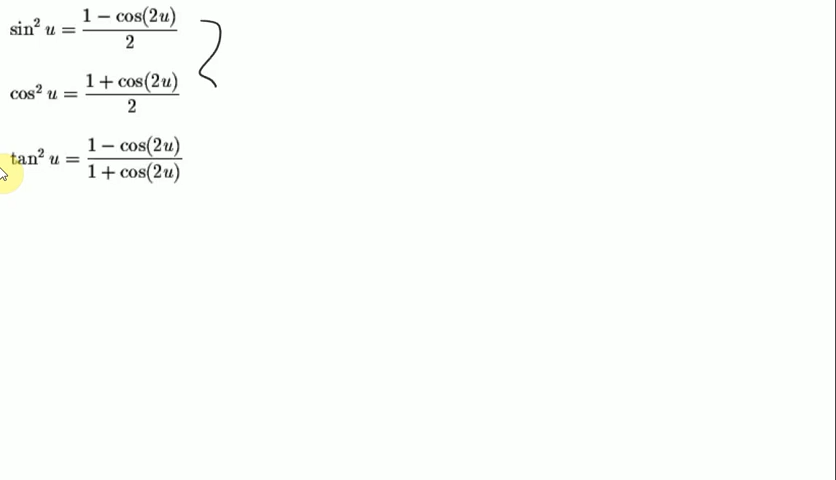 sin² u = (1 − cos(2u))/2
cos² u = (1 + cos(2u))/2
tan² u = (1 − cos(2u))/(1 + cos(2u))